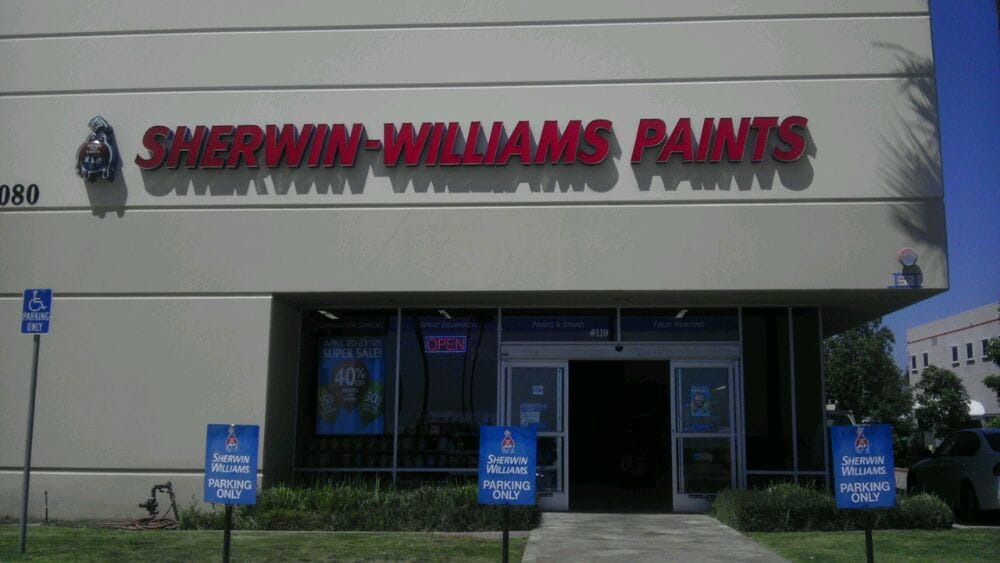 SHERWIN-WILLIAMS PAINTS
080
PARKING
ONLY
SPRAY EQUIPMENT
PAINTS & STAINS
FAUX PAINTING
#110
OPEN
SUPER SALE!
40%
OFF
SHERWIN
WILLIAMS
PARKING
ONLY
SHERWIN
WILLIAMS.
PARKING
ONLY
SHERWIN
WILLIAMS.
PARKING
ONLY